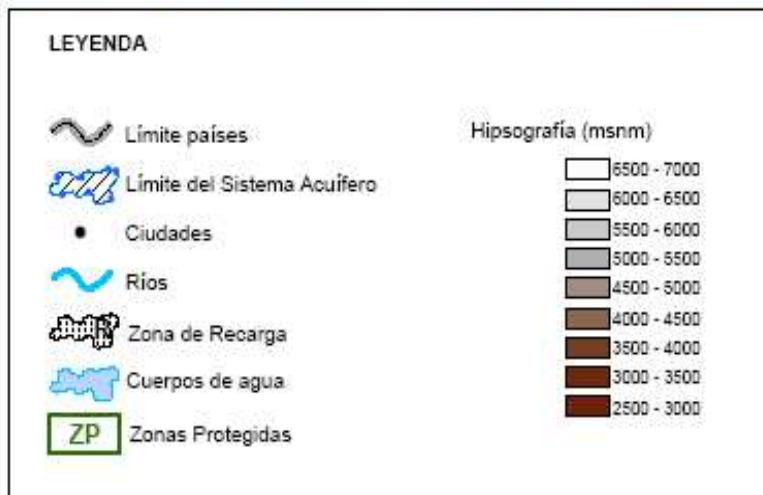 LEYENDA
Límite países
Límite del Sistema Acuífero
Ciudades
Ríos
Zona de Recarga
Cuerpos de agua
ZP Zonas Protegidas
Hipsografía (msnm)
6500 - 7000
6000 - 6500
5500 - 6000
5000 - 5500
4500 - 5000
4000 - 4500
3500 - 4000
3000 - 3500
2500 - 3000